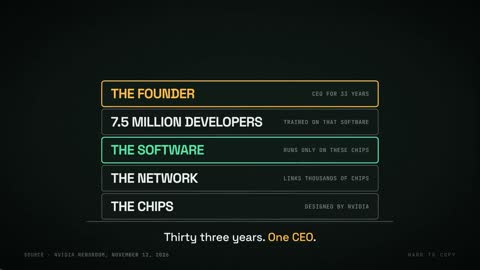 THE FOUNDER CEO FOR 33 YEARS
7.5 MILLION DEVELOPERS TRAINED ON THAT SOFTWARE
THE SOFTWARE RUNS ONLY ON THESE CHIPS
THE NETWORK LINKS THOUSANDS OF CHIPS
THE CHIPS DESIGNED BY NVIDIA
Thirty three years. One CEO.
SOURCE - NVIDIA NEWSROOM, NOVEMBER 12, 2026
HARD TO COPY